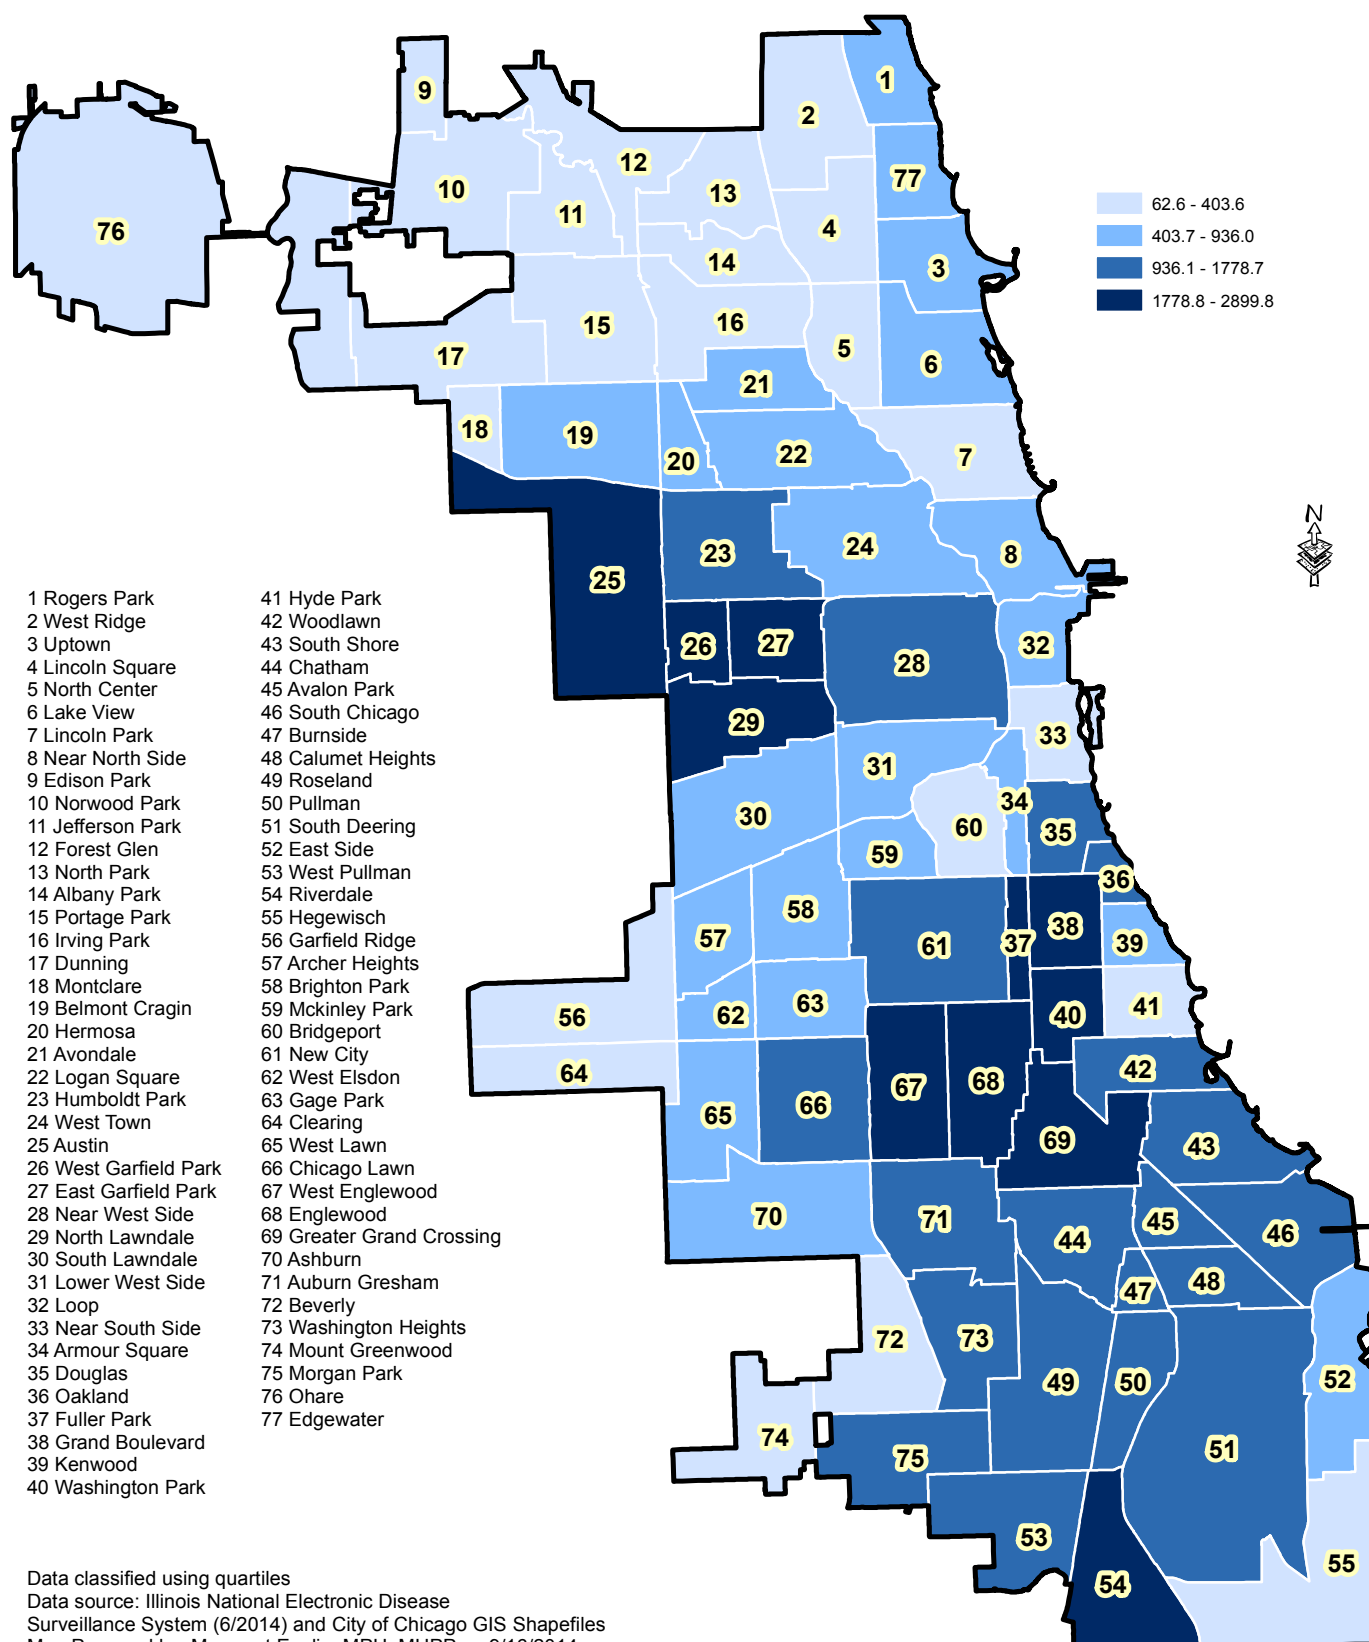 62.6 - 403.6
403.7 - 936.0
936.1 - 1778.7
1778.8 - 2899.8
N
1 Rogers Park
2 West Ridge
3 Uptown
4 Lincoln Square
5 North Center
6 Lake View
7 Lincoln Park
8 Near North Side
9 Edison Park
10 Norwood Park
11 Jefferson Park
12 Forest Glen
13 North Park
14 Albany Park
15 Portage Park
16 Irving Park
17 Dunning
18 Montclare
19 Belmont Cragin
20 Hermosa
21 Avondale
22 Logan Square
23 Humboldt Park
24 West Town
25 Austin
26 West Garfield Park
27 East Garfield Park
28 Near West Side
29 North Lawndale
30 South Lawndale
31 Lower West Side
32 Loop
33 Near South Side
34 Armour Square
35 Douglas
36 Oakland
37 Fuller Park
38 Grand Boulevard
39 Kenwood
40 Washington Park
41 Hyde Park
42 Woodlawn
43 South Shore
44 Chatham
45 Avalon Park
46 South Chicago
47 Burnside
48 Calumet Heights
49 Roseland
50 Pullman
51 South Deering
52 East Side
53 West Pullman
54 Riverdale
55 Hegewisch
56 Garfield Ridge
57 Archer Heights
58 Brighton Park
59 Mckinley Park
60 Bridgeport
61 New City
62 West Elsdon
63 Gage Park
64 Clearing
65 West Lawn
66 Chicago Lawn
67 West Englewood
68 Englewood
69 Greater Grand Crossing
70 Ashburn
71 Auburn Gresham
72 Beverly
73 Washington Heights
74 Mount Greenwood
75 Morgan Park
76 Ohare
77 Edgewater
1
9
2
12
77
10
13
11
4
76
14
3
16
15
5
17
6
21
18
19
22
7
20
24
23
8
25
26
27
32
28
29
33
31
34
30
60
35
59
36
58
57
61
37
38
39
63
62
56
40
41
64
42
68
67
66
65
69
43
70
71
45
44
46
48
47
72
73
49
50
52
74
51
75
53
55
54
Data classified using quartiles
Data source: Illinois National Electronic Disease
Surveillance System (6/2014) and City of Chicago GIS Shapefiles